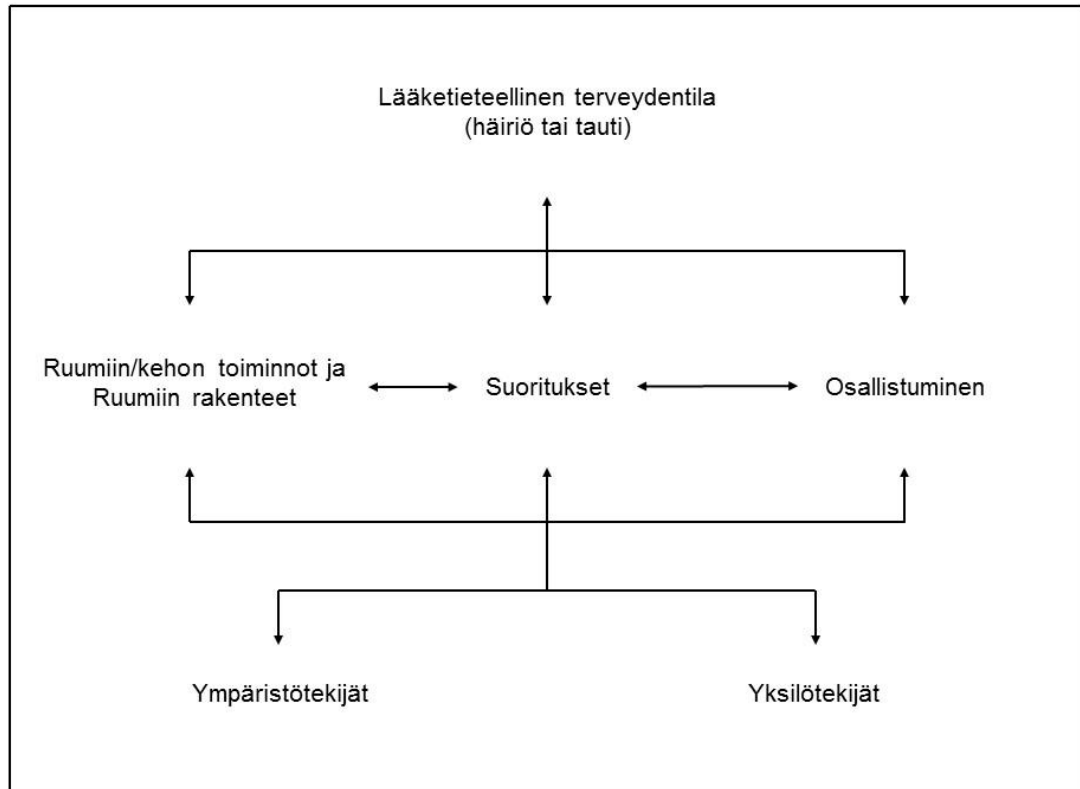 Lääketieteellinen terveydentila
(häiriö tai tauti)
Ruumiin/kehon toiminnot ja
Ruumiin rakenteet
Suoritukset
Osallistuminen
Ympäristötekijät
Yksilötekijät